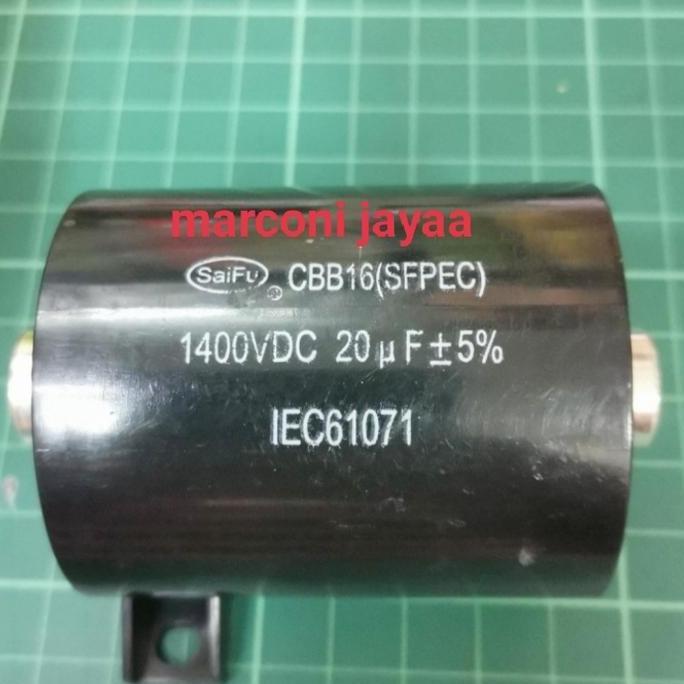 marconi jayaa
SaiFu ® CBB16(SFPEC)
1400VDC 20μF±5%
IEC61071